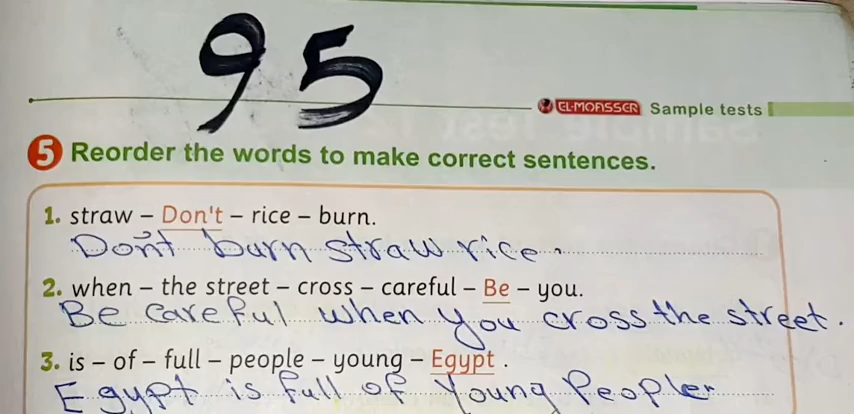 95
EL-MOASSER Sample tests
5 Reorder the words to make correct sentences.
1. straw – Don't – rice – burn.
Don't burn straw rice.
2. when – the street – cross – careful – Be – you.
Be careful when you cross the street.
3. is – of – full – people – young – Egypt .
Egypt is full of young People.